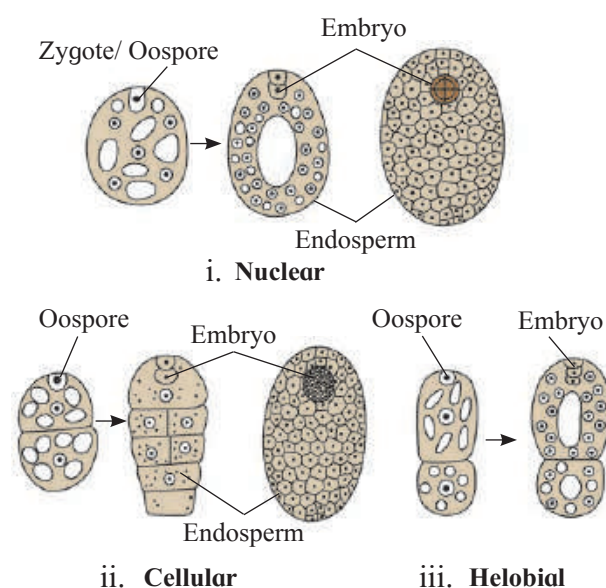 Embryo
Zygote/ Oospore
Endosperm
i. Nuclear
Oospore
Embryo
Oospore
Embryo
Endosperm
ii. Cellular
iii. Helobial